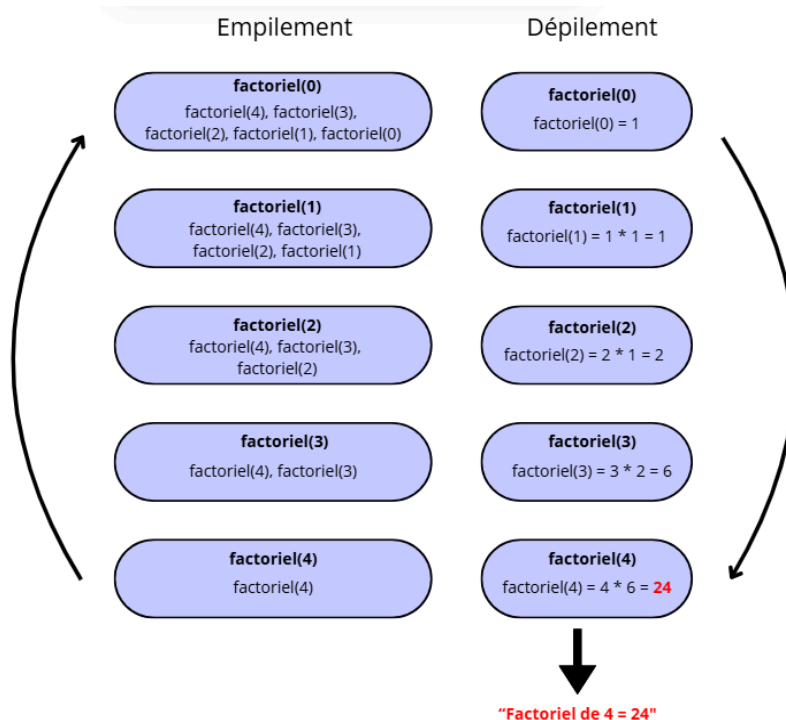 Empilement
Dépilement
factoriel(0)
factoriel(4), factoriel(3),
factoriel(2), factoriel(1), factoriel(0)
factoriel(1)
factoriel(4), factoriel(3),
factoriel(2), factoriel(1)
factoriel(2)
factoriel(4), factoriel(3),
factoriel(2)
factoriel(3)
factoriel(4), factoriel(3)
factoriel(4)
factoriel(4)
factoriel(0)
factoriel(0) = 1
factoriel(1)
factoriel(1) = 1 * 1 = 1
factoriel(2)
factoriel(2) = 2 * 1 = 2
factoriel(3)
factoriel(3) = 3 * 2 = 6
factoriel(4)
factoriel(4) = 4 * 6 = 24
“Factoriel de 4 = 24"